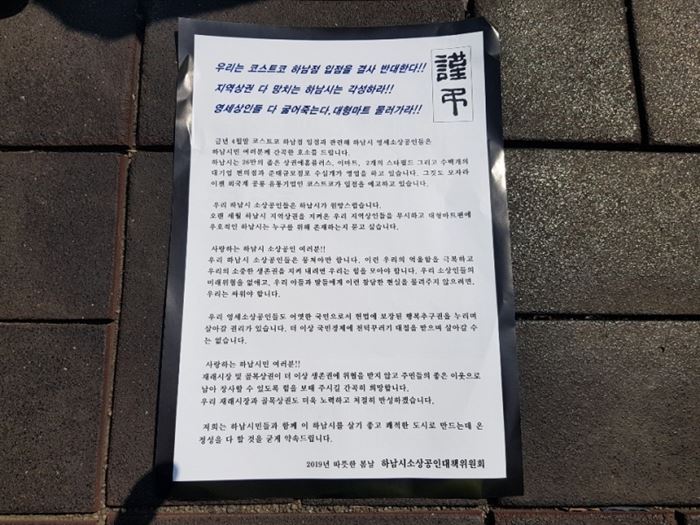 우리는 코스트코 하남점 입점을 결사 반대한다!!
지역상권 다 망치는 하남시는 각성하라!!
영세상인들 다 굶어죽는다.대형마트 물러가라!!
謹弔
금년 4월말 코스트코 하남점 입점과 관련해 하남시 영세소상공인들은
하남시민 여러분께 간곡한 호소를 드립니다.
하남시는 26만의 좁은 상권에홈플러스, 이마트, 2개의 스타필드 그리고 수백개의
대기업 편의점과 준대규모점포 수십개가 영업을 하고 있습니다. 그것도 모자라
이젠 외국계 공룡 유통기업인 코스트코가 입점을 예고하고 있습니다.
우리 하남시 소상공인들은 하남시가 원망스럽습니다.
오랜 세월 하남시 지역상권을 지켜온 우리 지역상인들을 무시하고 대형마트편에
우호적인 하남시는 누구를 위해 존재하는지 묻고 싶습니다.
사랑하는 하남시 소상공인 여러분!!
우리 하남시 소상공인들은 뭉쳐야만 합니다. 이런 우리의 억울함을 극복하고
우리의 소중한 생존권을 지켜 내려면 우리는 힘을 모아야 합니다. 우리 소상인들의
미래위협을 없애고, 우리 아들과 딸들에게 이런 참담한 현실을 물려주지 않으려면,
우리는 싸워야 합니다.
우리 영세소상공인들도 어엿한 국민으로서 헌법에 보장된 행복추구권을 누리며
살아갈 권리가 있습니다. 더 이상 국민경제에 천덕꾸러기 대접을 받으며 살아갈 수
는 없습니다.
사랑하는 하남시민 여러분!!
재래시장 및 골목상권이 더 이상 생존권에 위협을 받지 않고 주민들의 좋은 이웃으로
남아 장사할 수 있도록 힘을 보태 주시길 간곡히 희망합니다.
우리 재래시장과 골목상권도 더욱 노력하고 처절히 반성하겠습니다.
저희는 하남시민들과 함께 이 하남시를 살기 좋고 쾌적한 도시로 만드는데 온
정성을 다 할 것을 굳게 약속드립니다.
2019년 따뜻한 봄날 하남시소상공인대책위원회